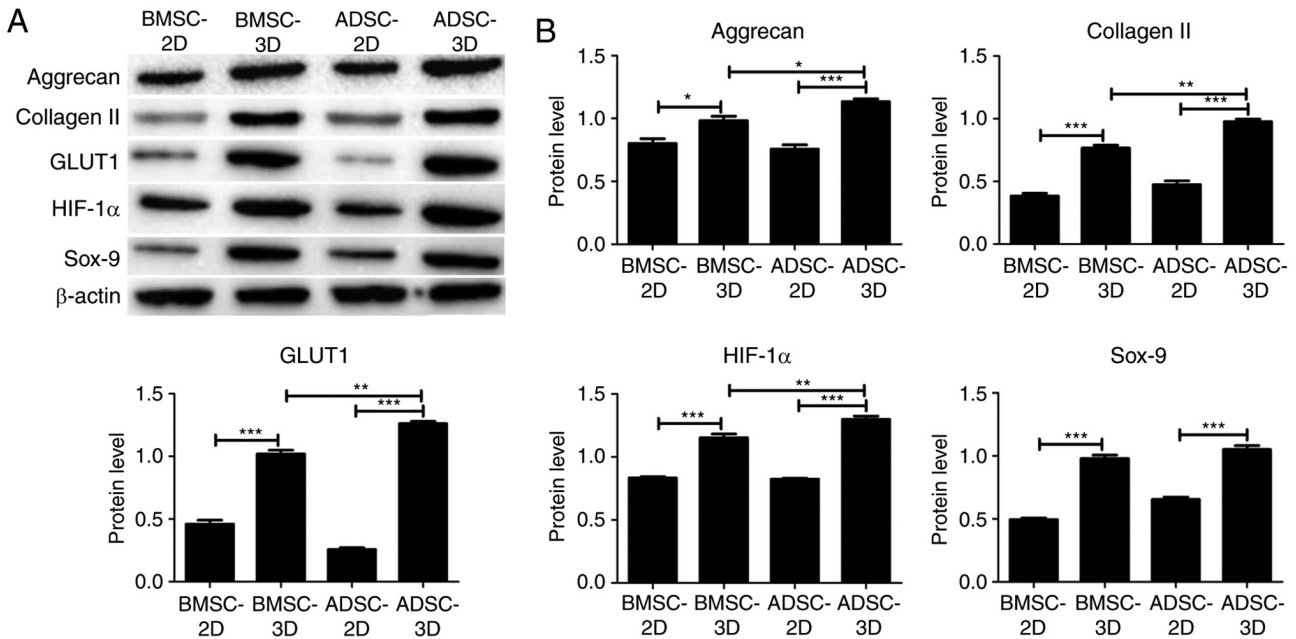 A
BMSC-
2D
BMSC-
3D
ADSC-
2D
ADSC-
3D
Aggrecan
Collagen II
GLUT1
HIF-1α
Sox-9
β-actin
B
Aggrecan
Protein level
1.5
1.0
0.5
0.0
*
***
*
BMSC-
2D
BMSC-
3D
ADSC-
2D
ADSC-
3D
Collagen II
Protein level
1.5
1.0
0.5
0.0
***
***
**
BMSC-
2D
BMSC-
3D
ADSC-
2D
ADSC-
3D
GLUT1
Protein level
1.5
1.0
0.5
0.0
***
***
**
BMSC-
2D
BMSC-
3D
ADSC-
2D
ADSC-
3D
HIF-1α
Protein level
1.5
1.0
0.5
0.0
***
***
**
BMSC-
2D
BMSC-
3D
ADSC-
2D
ADSC-
3D
Sox-9
Protein level
1.5
1.0
0.5
0.0
***
***
BMSC-
2D
BMSC-
3D
ADSC-
2D
ADSC-
3D